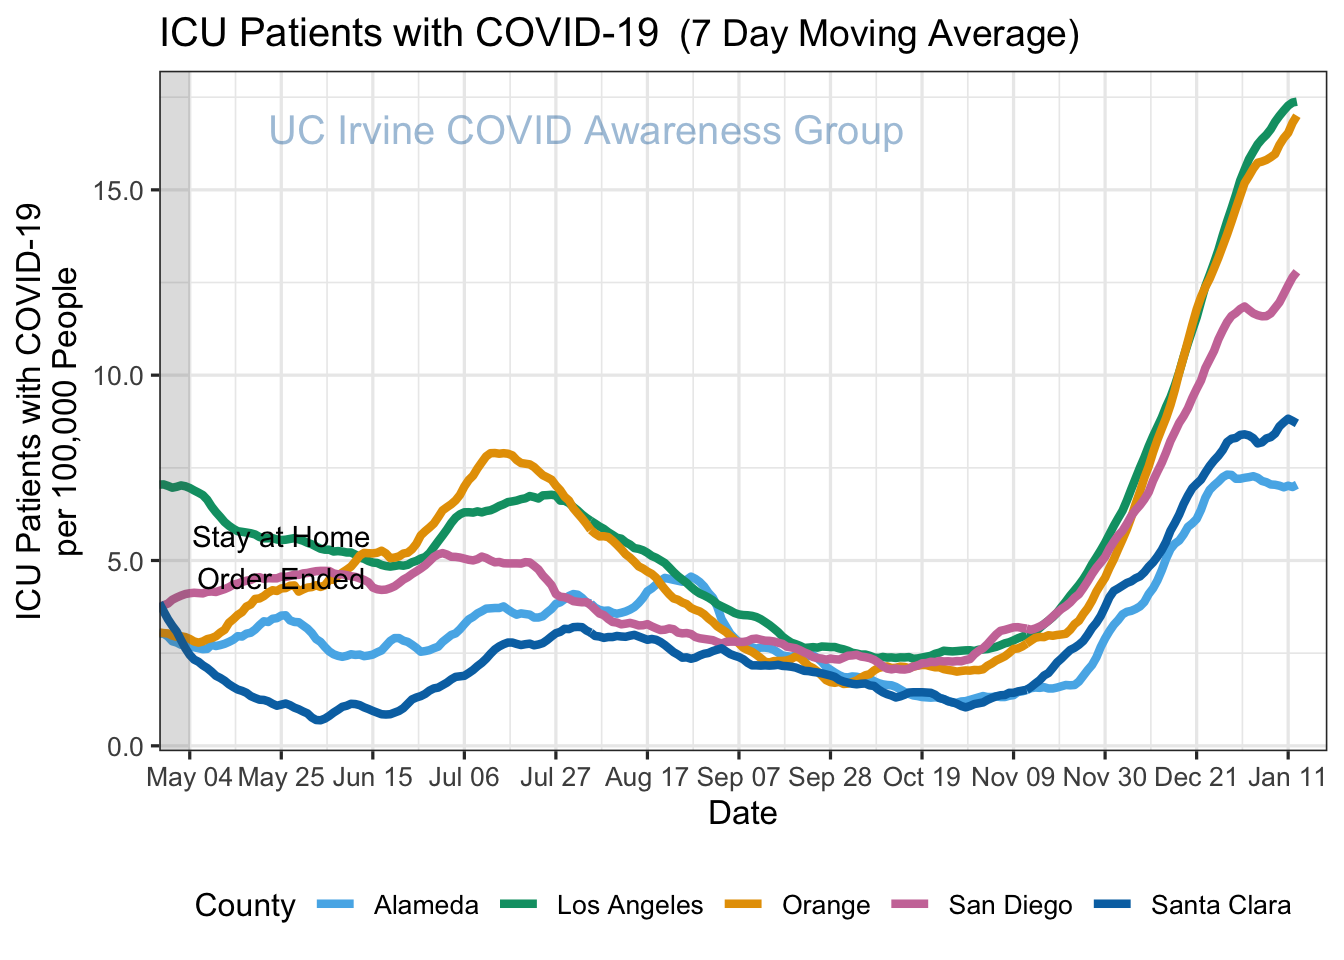 ICU Patients with COVID-19 (7 Day Moving Average)
UC Irvine COVID Awareness Group
ICU Patients with COVID-19
per 100,000 People
15.0
10.0
5.0
0.0
Stay at Home
Order Ended
May 04 May 25 Jun 15 Jul 06 Jul 27 Aug 17 Sep 07 Sep 28 Oct 19 Nov 09 Nov 30 Dec 21 Jan 11
Date
County Alameda Los Angeles Orange San Diego Santa Clara